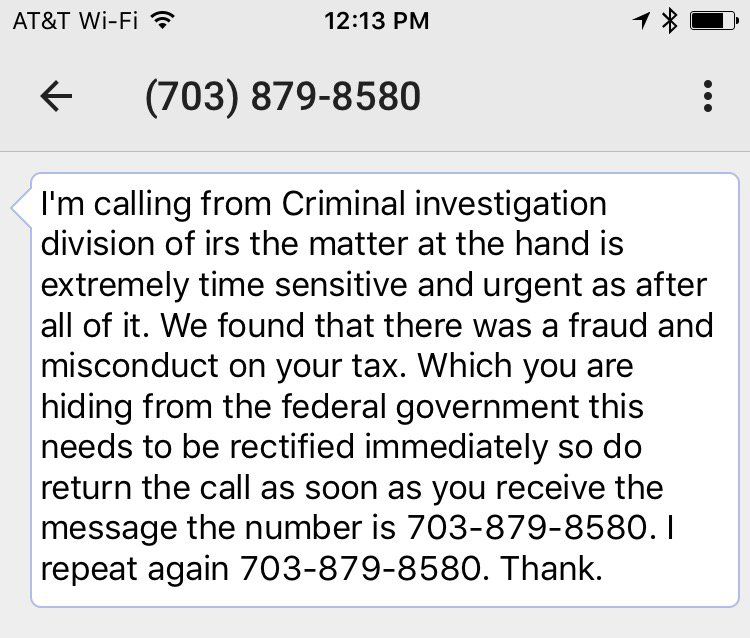 AT&T Wi-Fi 12:13 PM
(703) 879-8580
I'm calling from Criminal investigation
division of irs the matter at the hand is
extremely time sensitive and urgent as after
all of it. We found that there was a fraud and
misconduct on your tax. Which you are
hiding from the federal government this
needs to be rectified immediately so do
return the call as soon as you receive the
message the number is 703-879-8580. I
repeat again 703-879-8580. Thank.